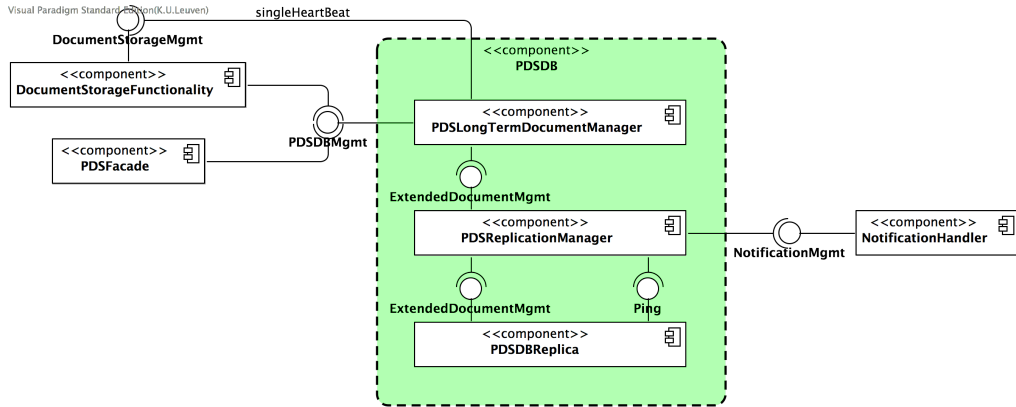 Visual Paradigm Standard Edition(K.U.Leuven)
singleHeartBeat
DocumentStorageMgmt
<<component>>
PDSDB
<<component>>
DocumentStorageFunctionality
<<component>>
PDSLongTermDocumentManager
PDSDBMgmt
<<component>>
PDSFacade
ExtendedDocumentMgmt
<<component>>
PDSReplicationManager
<<component>>
NotificationHandler
NotificationMgmt
ExtendedDocumentMgmt
Ping
<<component>>
PDSDBReplica